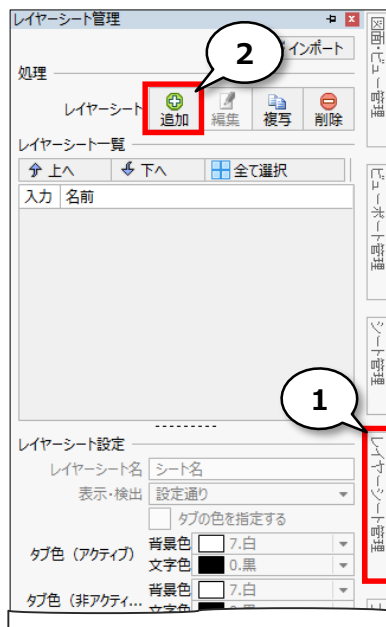 レイヤーシート管理
2
インポート
処理
レイヤーシート 追加 編集 複写 削除
レイヤーシート一覧
上へ 下へ 全て選択
入力 名前
1
レイヤーシート設定
レイヤーシート名 シート名
表示・検出 設定通り
タブの色を指定する
タブ色（アクティブ） 背景色 7.白
文字色 0.黒
タブ色（非アクティ... 背景色 7.白
文字色 0.黒
図面・ビュー管理
ビューポート管理
シート管理
レイヤーシート管理